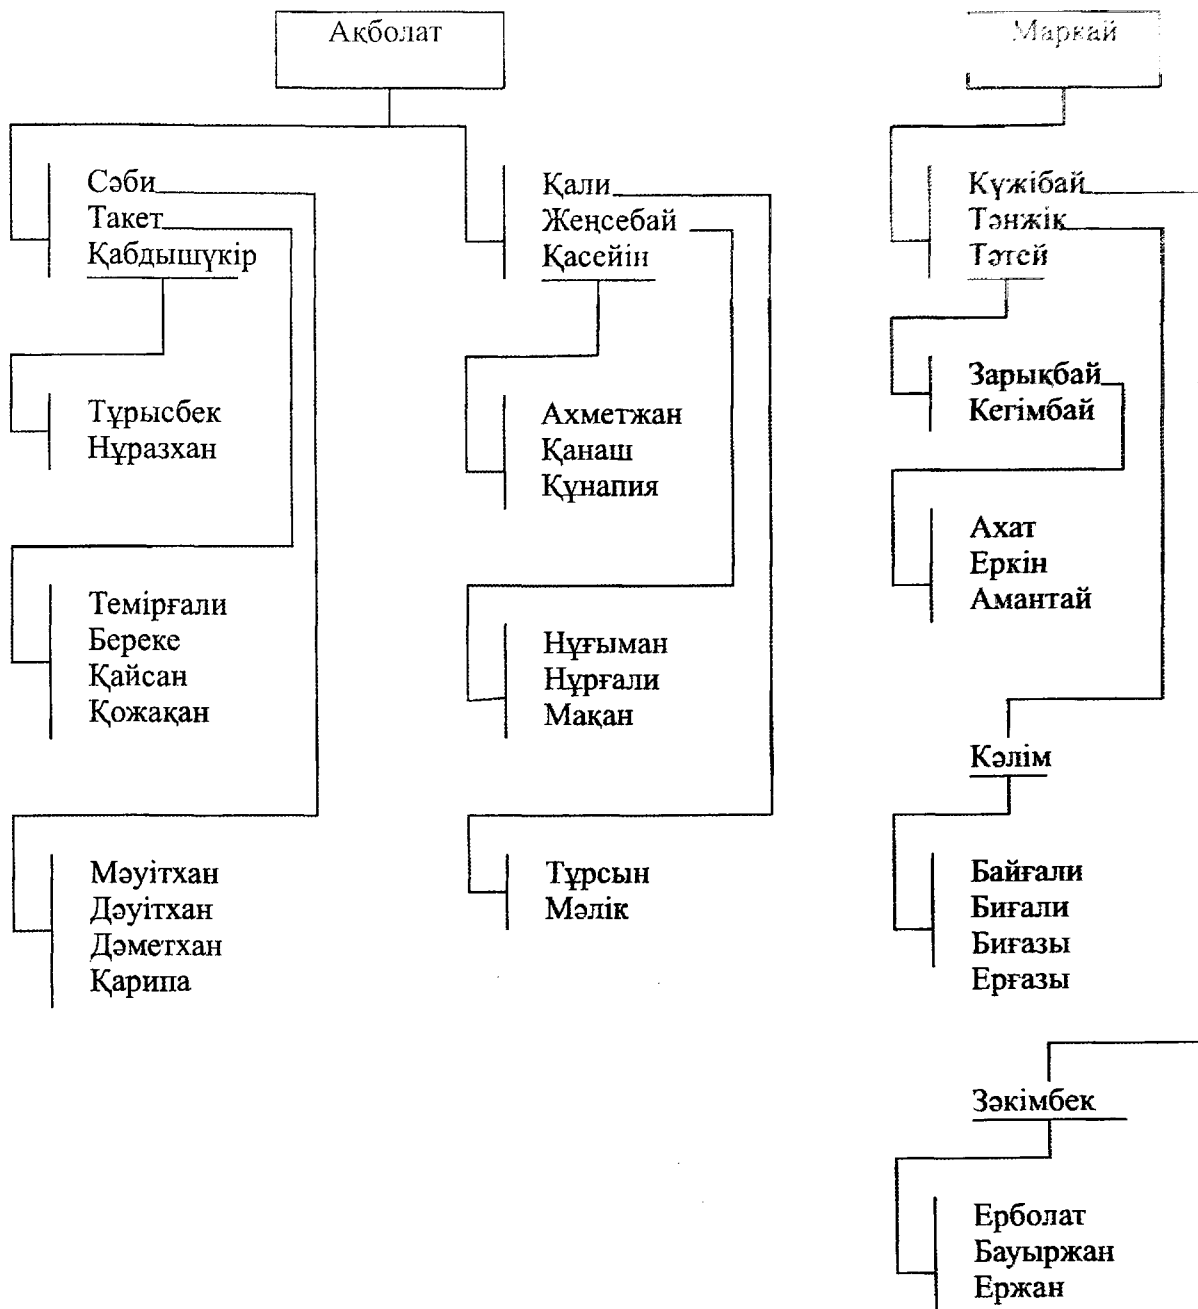 Ақболат
Сәби
Такет
Қабдышүкір
Тұрысбек
Нұразхан
Темірғали
Береке
Қайсан
Қожақан
Мәуітхан
Дәуітхан
Дәметхан
Қарипа
Қали
Жеңсебай
Қасейін
Ахметжан
Қанаш
Құнапия
Нұғыман
Нұрғали
Мақан
Тұрсын
Мәлік
Маркай
Күжібай
Тәнжік
Тәтей
Зарықбай
Кегімбай
Ахат
Еркін
Амантай
Кәлім
Байғали
Биғали
Биғазы
Ерғазы
Зәкімбек
Ерболат
Бауыржан
Ержан